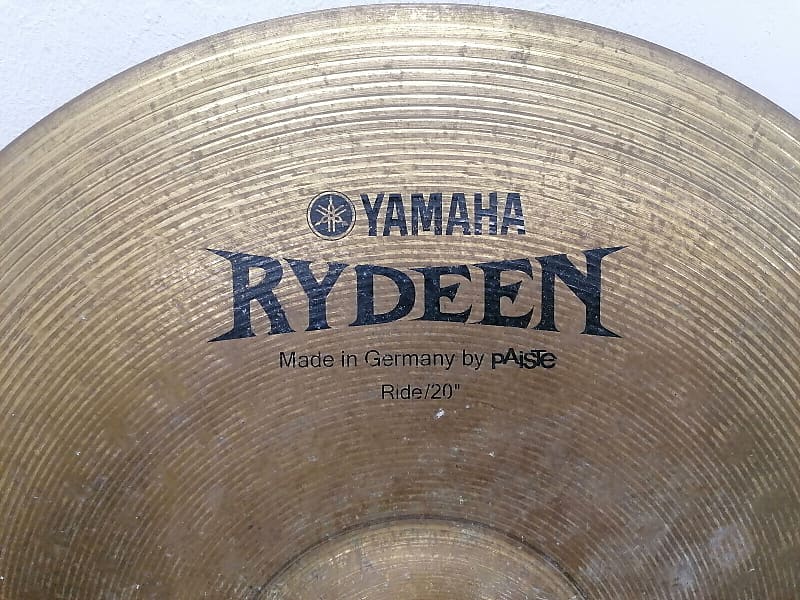 YAMAHA
RYDEEN
Made in Germany by PAiSTe
Ride/20"